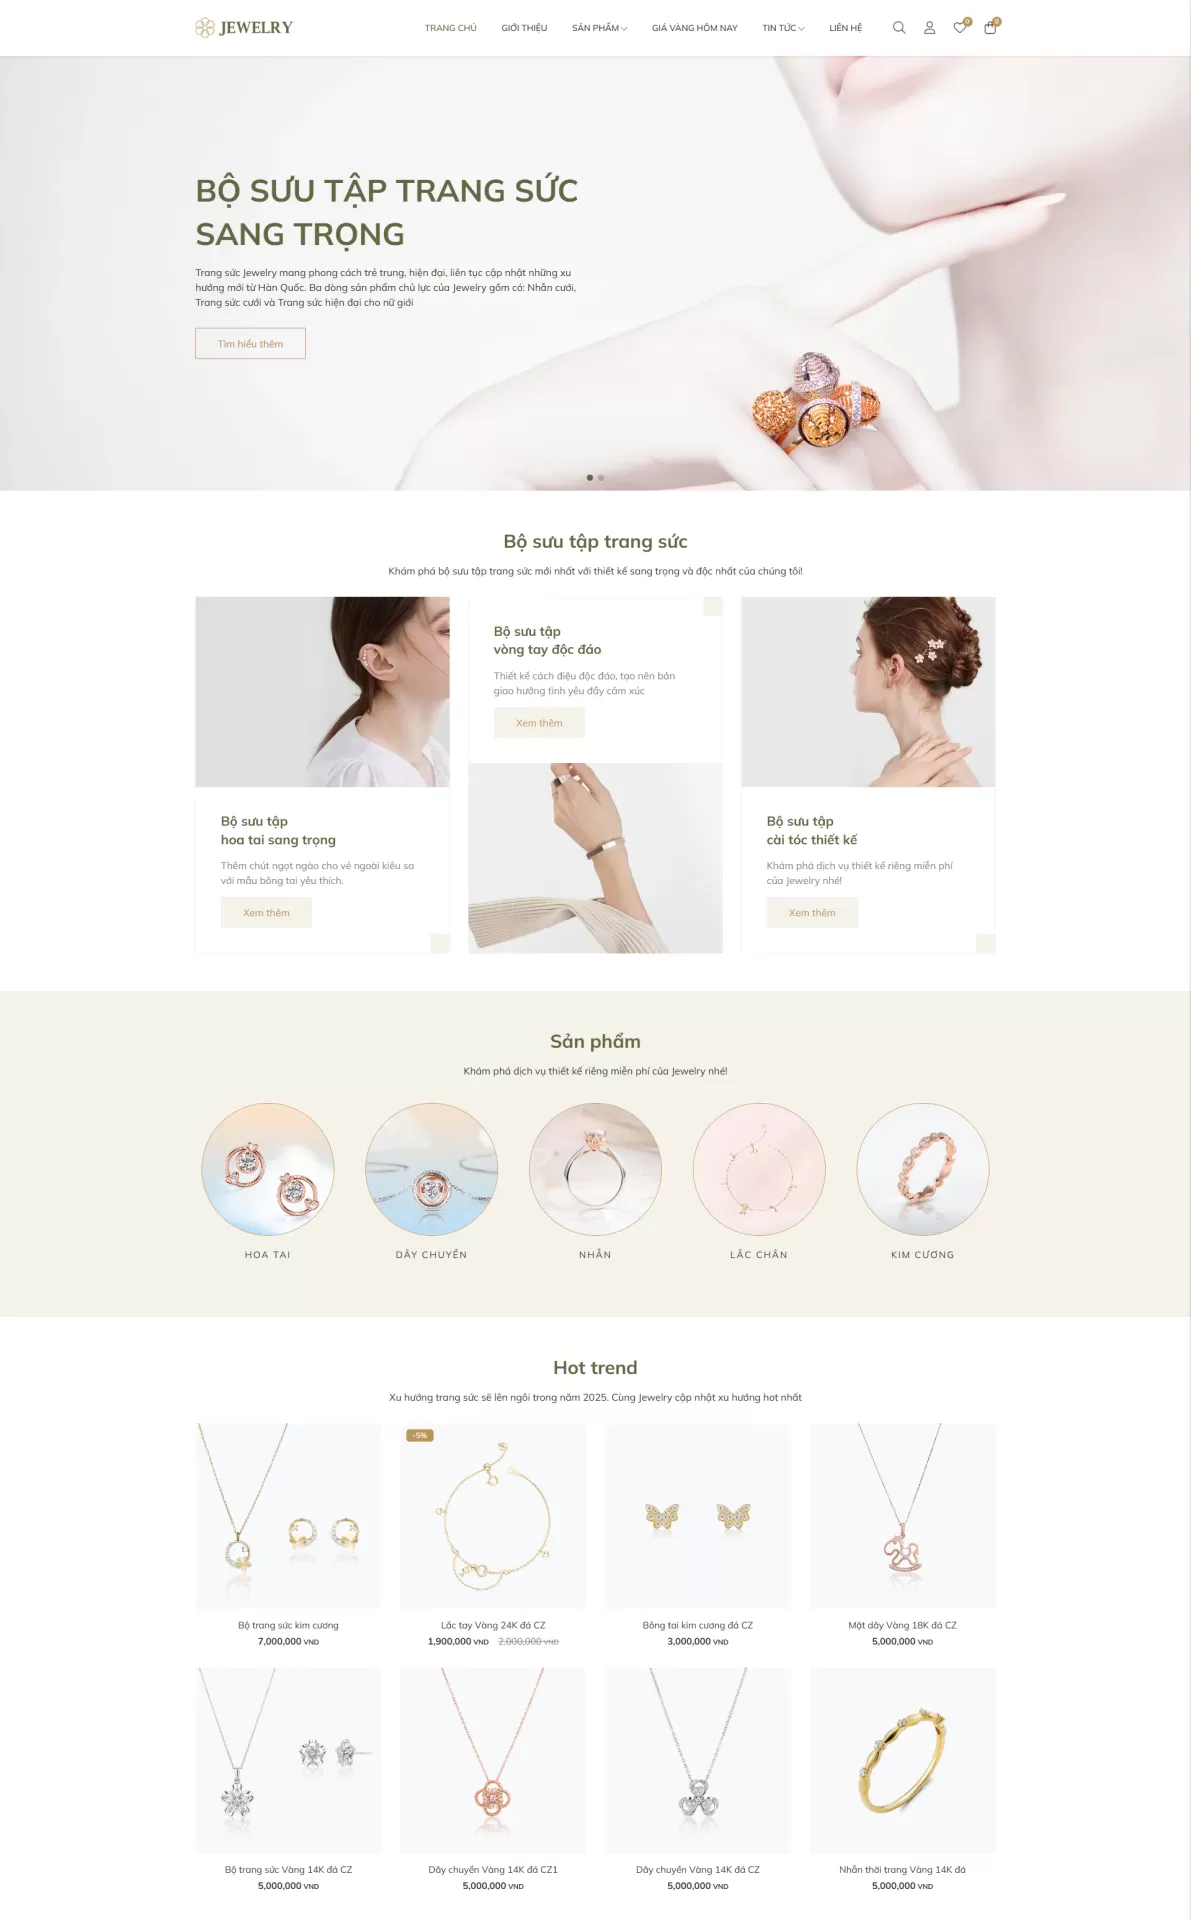 JEWELRY
TRANG CHỦ
GIỚI THIỆU
SẢN PHẨM
GIÁ VÀNG HÔM NAY
TIN TỨC
LIÊN HỆ
0
0
BỘ SƯU TẬP TRANG SỨC
SANG TRỌNG
Trang sức Jewelry mang phong cách trẻ trung, hiện đại, liên tục cập nhật những xu
hướng mới từ Hàn Quốc. Ba dòng sản phẩm chủ lực của Jewelry gồm có: Nhẫn cưới,
Trang sức cưới và Trang sức hiện đại cho nữ giới
Tìm hiểu thêm
Bộ sưu tập trang sức
Khám phá bộ sưu tập trang sức mới nhất với thiết kế sang trọng và độc nhất của chúng tôi!
Bộ sưu tập
hoa tai sang trọng
Thêm chút ngọt ngào cho vẻ ngoài kiêu sa
với mẫu bông tai yêu thích.
Xem thêm
Bộ sưu tập
vòng tay độc đáo
Thiết kế cách điệu độc đáo, tạo nên bản
giao hưởng tình yêu đầy cảm xúc
Xem thêm
Bộ sưu tập
cài tóc thiết kế
Khám phá dịch vụ thiết kế riêng miễn phí
của Jewelry nhé!
Xem thêm
Sản phẩm
Khám phá dịch vụ thiết kế riêng miễn phí của Jewelry nhé!
HOA TAI
DÂY CHUYỀN
NHẪN
LẮC CHÂN
KIM CƯƠNG
Hot trend
Xu hướng trang sức sẽ lên ngôi trong năm 2025. Cùng Jewelry cập nhật xu hướng hot nhất
-5%
Bộ trang sức kim cương
7,000,000 VND
Lắc tay Vàng 24K đá CZ
1,900,000 VND 2,000,000 VND
Bông tai kim cương đá CZ
3,000,000 VND
Mặt dây Vàng 18K đá CZ
5,000,000 VND
Bộ trang sức Vàng 14K đá CZ
5,000,000 VND
Dây chuyền Vàng 14K đá CZ1
5,000,000 VND
Dây chuyền Vàng 14K đá CZ
5,000,000 VND
Nhẫn thời trang Vàng 14K đá
5,000,000 VND